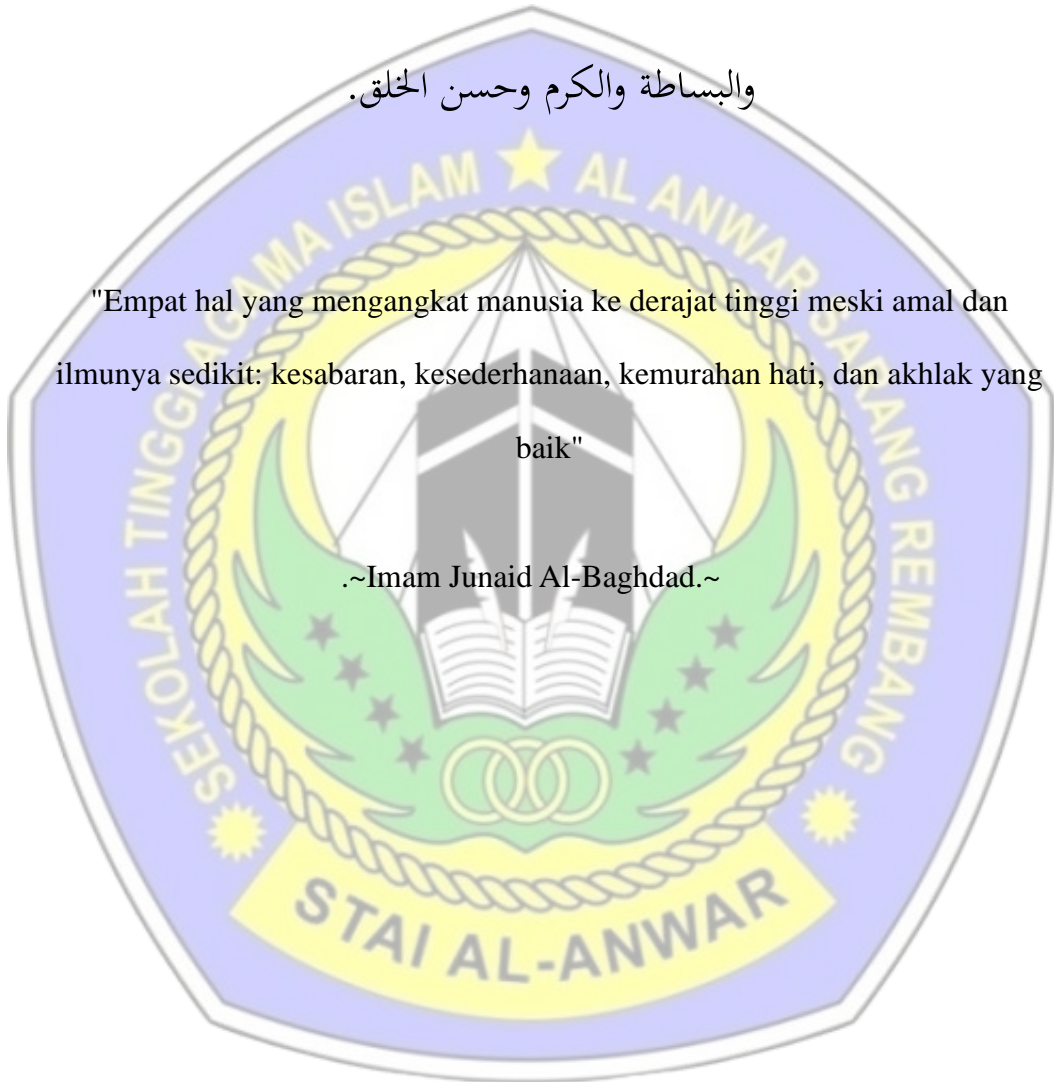 والبساطة والكرم وحسن الخلق.
SEKOLAH TINGGI AGAMA ISLAM ★ AL ANWAR SARANG REMBANG
"Empat hal yang mengangkat manusia ke derajat tinggi meski amal dan
ilmunya sedikit: kesabaran, kesederhanaan, kemurahan hati, dan akhlak yang
baik"
.~Imam Junaid Al-Baghdad.~
STAI AL-ANWAR